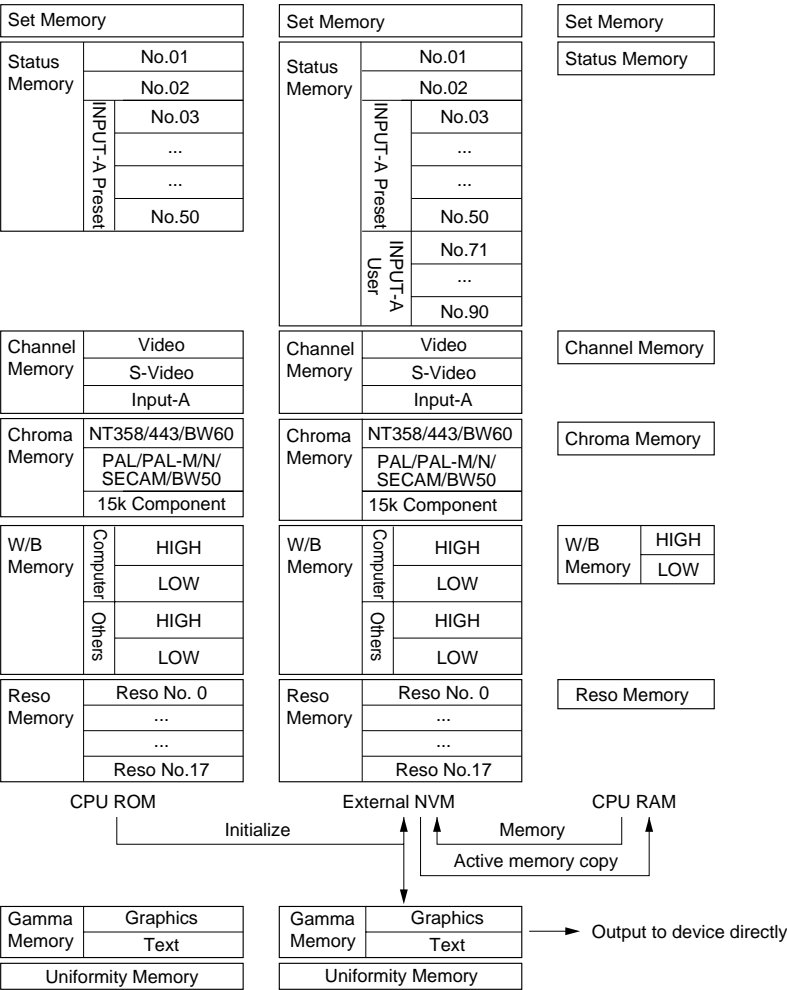 Set Memory
Status
Memory
No.01
No.02
INPUT-A Preset
No.03
...
...
No.50
Channel
Memory
Video
S-Video
Input-A
Chroma
Memory
NT358/443/BW60
PAL/PAL-M/N/
SECAM/BW50
15k Component
W/B
Memory
Computer
HIGH
LOW
Others
HIGH
LOW
Reso
Memory
Reso No. 0
...
...
Reso No.17
CPU ROM
Set Memory
Status
Memory
No.01
No.02
INPUT-A Preset
No.03
...
...
No.50
INPUT-A
User
No.71
...
No.90
Channel
Memory
Video
S-Video
Input-A
Chroma
Memory
NT358/443/BW60
PAL/PAL-M/N/
SECAM/BW50
15k Component
W/B
Memory
Computer
HIGH
LOW
Others
HIGH
LOW
Reso
Memory
Reso No. 0
...
...
Reso No.17
External NVM
Set Memory
Status Memory
Channel Memory
Chroma Memory
W/B
Memory
HIGH
LOW
Reso Memory
CPU RAM
Initialize
Memory
Active memory copy
Gamma
Memory
Graphics
Text
Uniformity Memory
Gamma
Memory
Graphics
Text
Uniformity Memory
Output to device directly